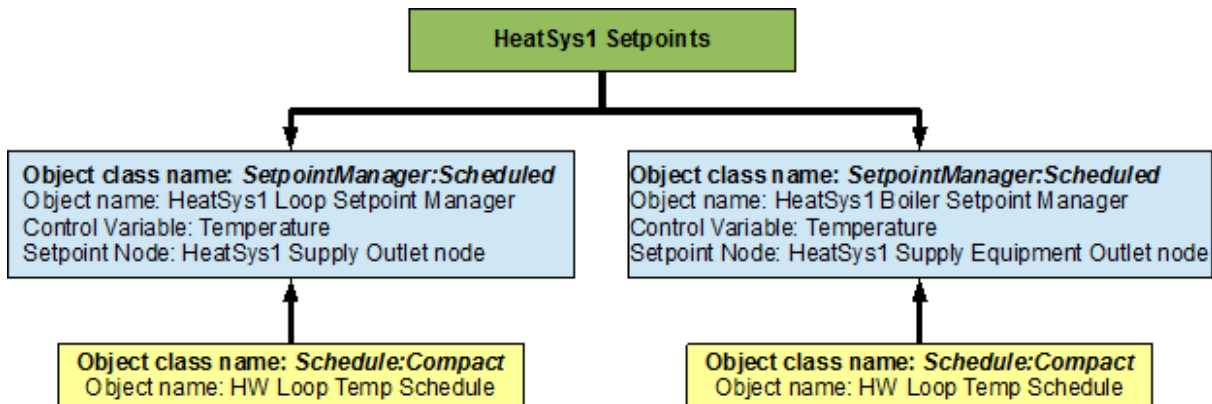 HeatSys1 Setpoints
Object class name: SetpointManager:Scheduled
Object name: HeatSys1 Loop Setpoint Manager
Control Variable: Temperature
Setpoint Node: HeatSys1 Supply Outlet node
Object class name: SetpointManager:Scheduled
Object name: HeatSys1 Boiler Setpoint Manager
Control Variable: Temperature
Setpoint Node: HeatSys1 Supply Equipment Outlet node
Object class name: Schedule:Compact
Object name: HW Loop Temp Schedule
Object class name: Schedule:Compact
Object name: HW Loop Temp Schedule